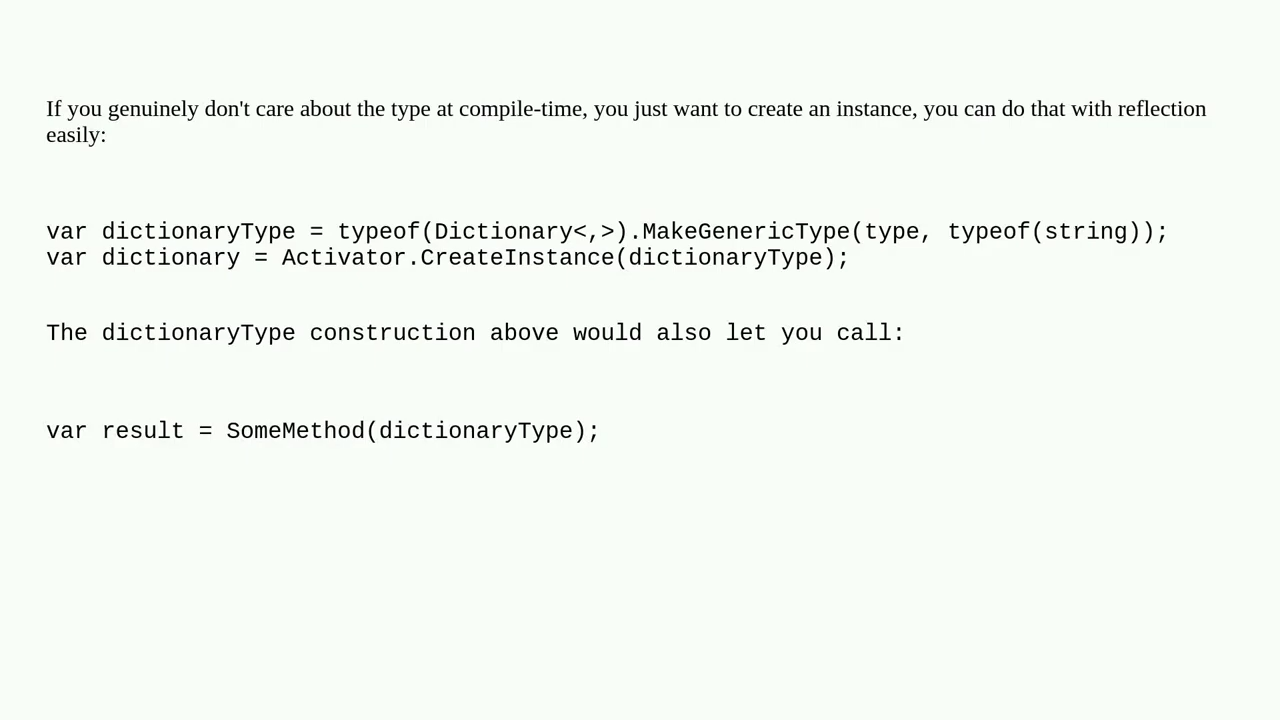 If you genuinely don't care about the type at compile-time, you just want to create an instance, you can do that with reflection
easily:
var dictionaryType = typeof(Dictionary<,>).MakeGenericType(type, typeof(string));
var dictionary = Activator.CreateInstance(dictionaryType);
The dictionaryType construction above would also let you call:
var result = SomeMethod(dictionaryType);